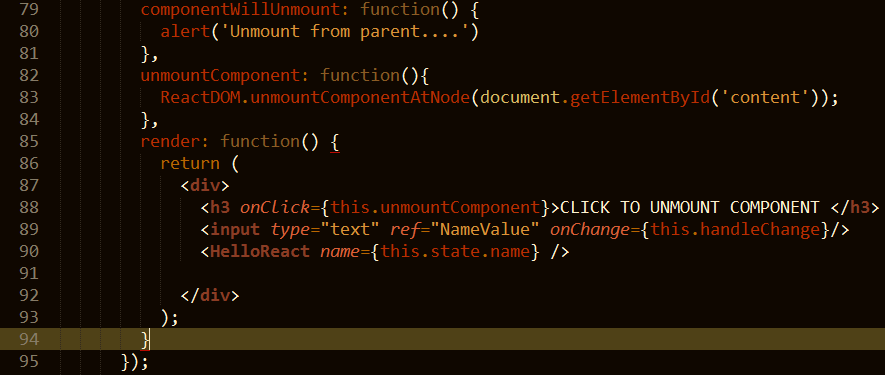 79 componentWillUnmount: function() {
80 alert('Unmount from parent....')
81 },
82 unmountComponent: function(){
83 ReactDOM.unmountComponentAtNode(document.getElementById('content'));
84 },
85 render: function() {
86 return (
87 <div>
88 <h3 onClick={this.unmountComponent}>CLICK TO UNMOUNT COMPONENT </h3>
89 <input type="text" ref="NameValue" onChange={this.handleChange}/>
90 <HelloReact name={this.state.name} />
91
92 </div>
93 );
94 }
95 });